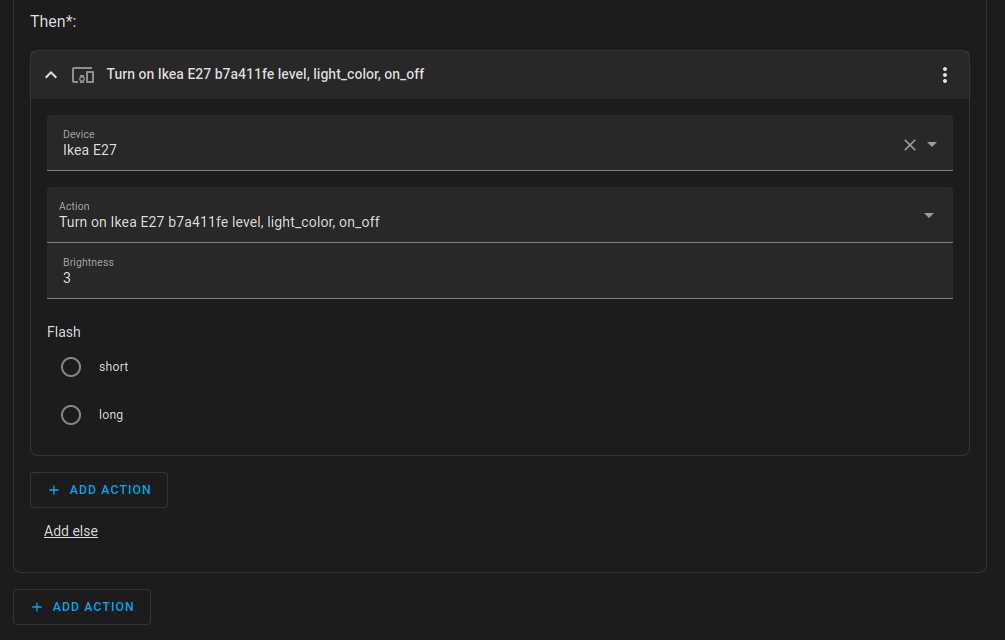 Then*:
Turn on Ikea E27 b7a411fe level, light_color, on_off
Device
Ikea E27
Action
Turn on Ikea E27 b7a411fe level, light_color, on_off
Brightness
3
Flash
short
long
+ ADD ACTION
Add else
+ ADD ACTION